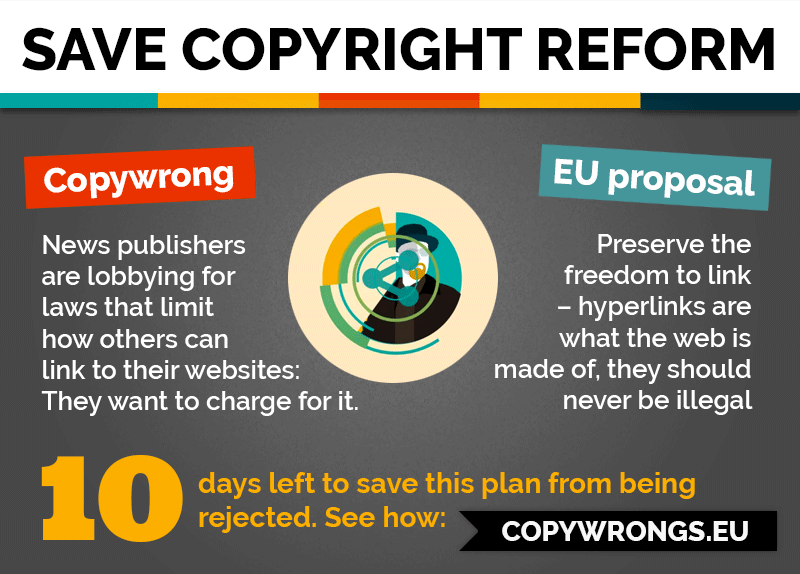 SAVE COPYRIGHT REFORM
Copywrong
News publishers
are lobbying for
laws that limit
how others can
link to their websites:
They want to charge for it.
EU proposal
Preserve the
freedom to link
– hyperlinks are
what the web is
made of, they should
never be illegal
10 days left to save this plan from being
rejected. See how: COPYWRONGS.EU